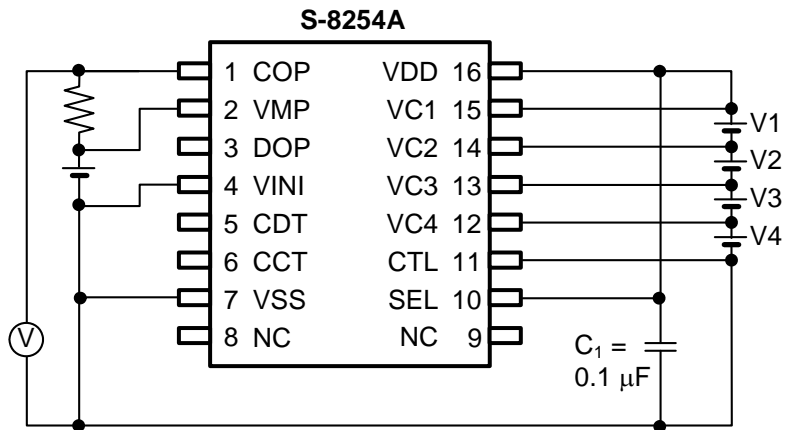 S-8254A
1 COP VDD 16
2 VMP VC1 15
3 DOP VC2 14
4 VINI VC3 13
5 CDT VC4 12
6 CCT CTL 11
7 VSS SEL 10
8 NC NC 9
V1
V2
V3
V4
V
C₁ =
0.1 μF